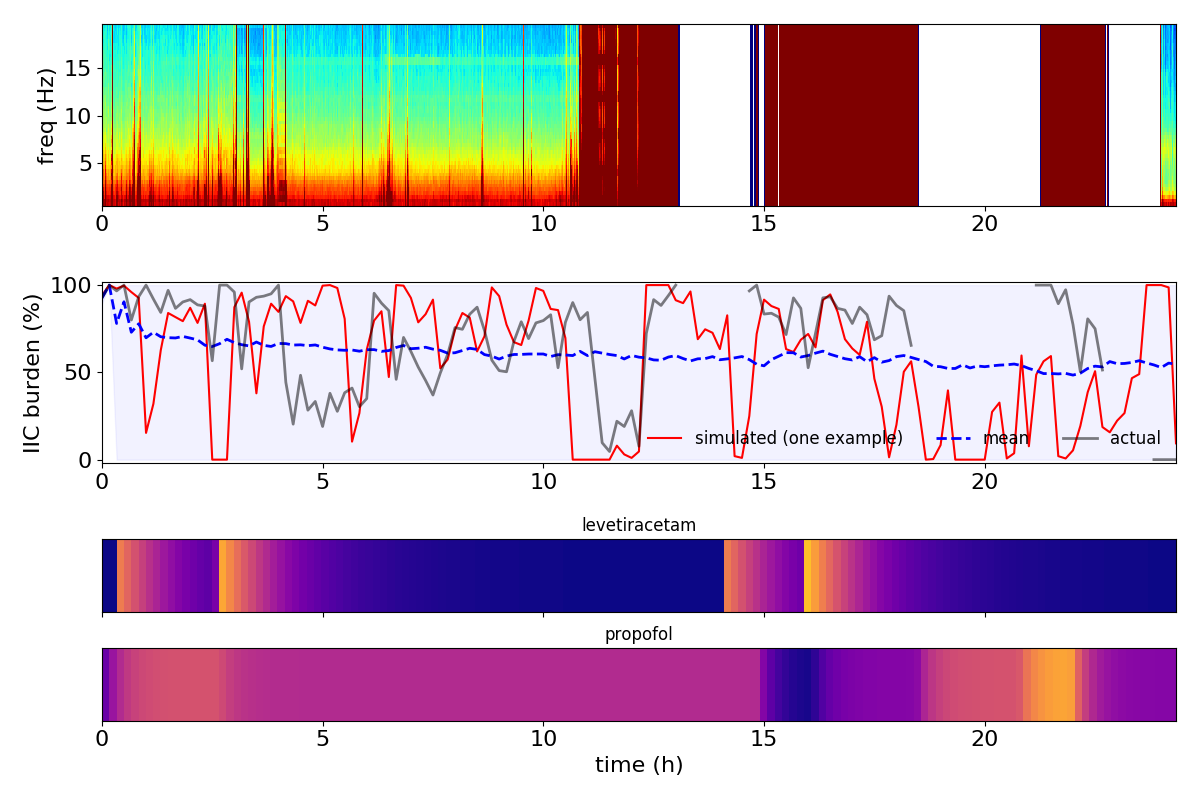 freq (Hz)
15
10
5
0 5 10 15 20
IIC burden (%)
100
50
0
simulated (one example) mean actual
0 5 10 15 20
levetiracetam
propofol
0 5 10 15 20
time (h)